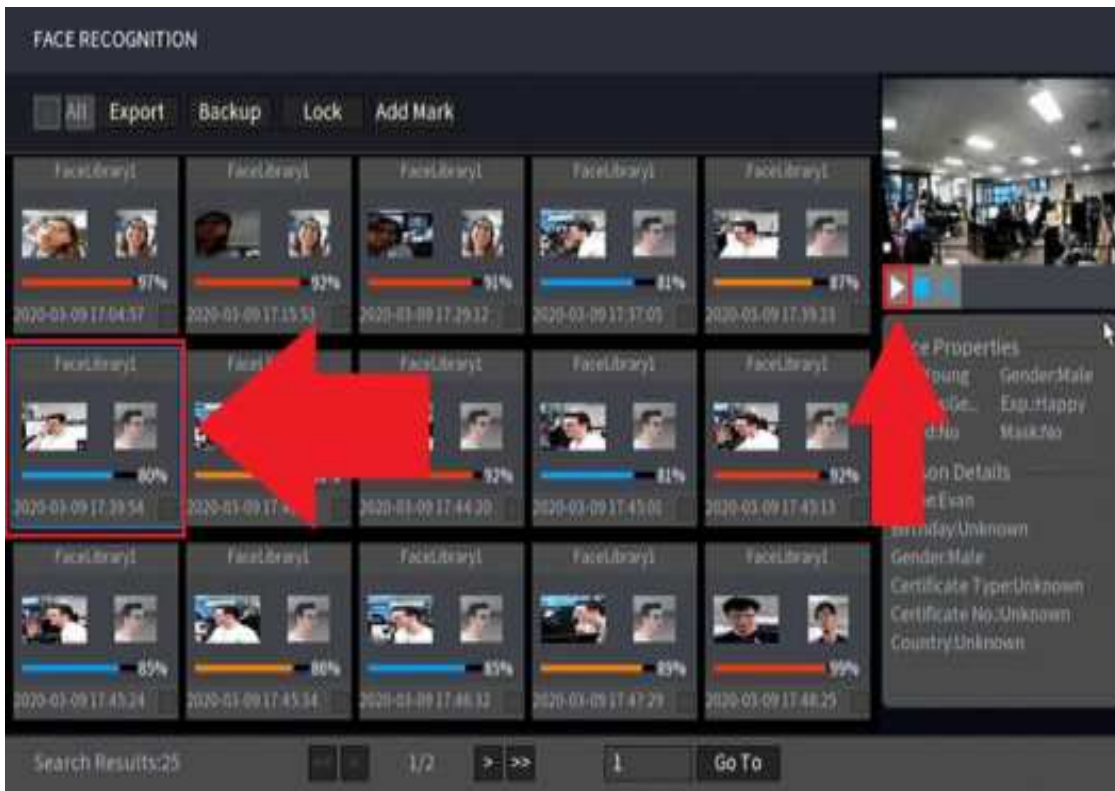 FACE RECOGNITION
All Export Backup Lock Add Mark
FaceLibrary1 FaceLibrary1 FaceLibrary1 FaceLibrary1 FaceLibrary1
97% 92% 91% 81% 87%
2020-03-09 17:04:57 2020-03-09 17:15:53 2020-03-09 17:29:12 2020-03-09 17:37:05 2020-03-09 17:39:23
FaceLibrary1 FaceLibrary1 FaceLibrary1 FaceLibrary1
80% 92% 81% 92%
2020-03-09 17:39:54 2020-03-09 17:44:20 2020-03-09 17:45:01 2020-03-09 17:45:13
FaceLibrary1 FaceLibrary1 FaceLibrary1 FaceLibrary1 FaceLibrary1
85% 86% 85% 89% 99%
2020-03-09 17:45:24 2020-03-09 17:45:34 2020-03-09 17:46:32 2020-03-09 17:47:29 2020-03-09 17:48:25
Properties
Young Gender:Male
Exp.:Happy
No Mask:No
Details
Evan
Birthday:Unknown
Gender:Male
Certificate Type:Unknown
Certificate No.:Unknown
Country:Unknown
Search Results:25 << < 1/2 > >> 1 Go To